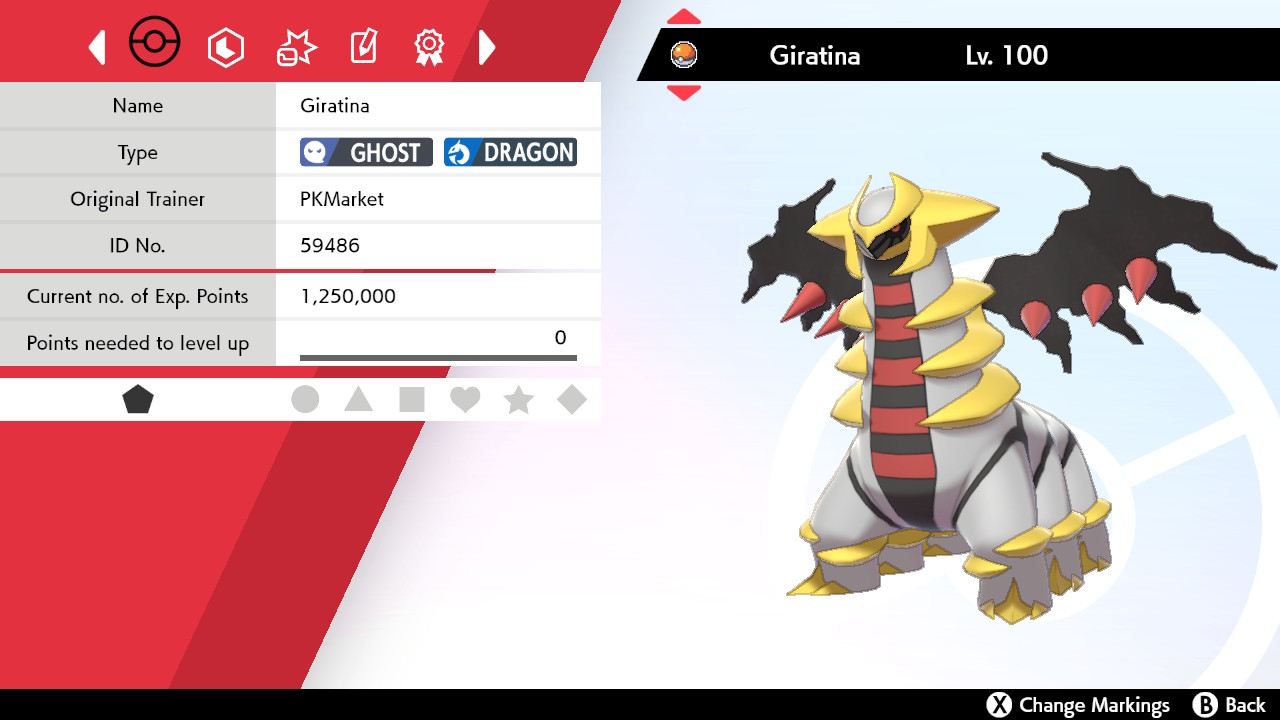 Giratina Lv. 100
Name Giratina
Type GHOST DRAGON
Original Trainer PKMarket
ID No. 59486
Current no. of Exp. Points 1,250,000
Points needed to level up 0
X Change Markings B Back